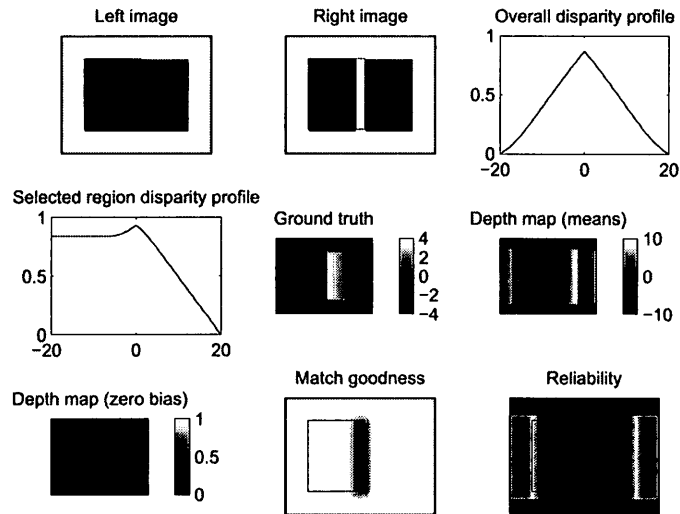 Left image
Right image
Overall disparity profile
1
0.5
0
-20
0
20
Selected region disparity profile
1
0.5
0
-20
0
20
Ground truth
4
2
0
-2
-4
Depth map (means)
10
0
-10
Depth map (zero bias)
1
0.5
0
Match goodness
Reliability